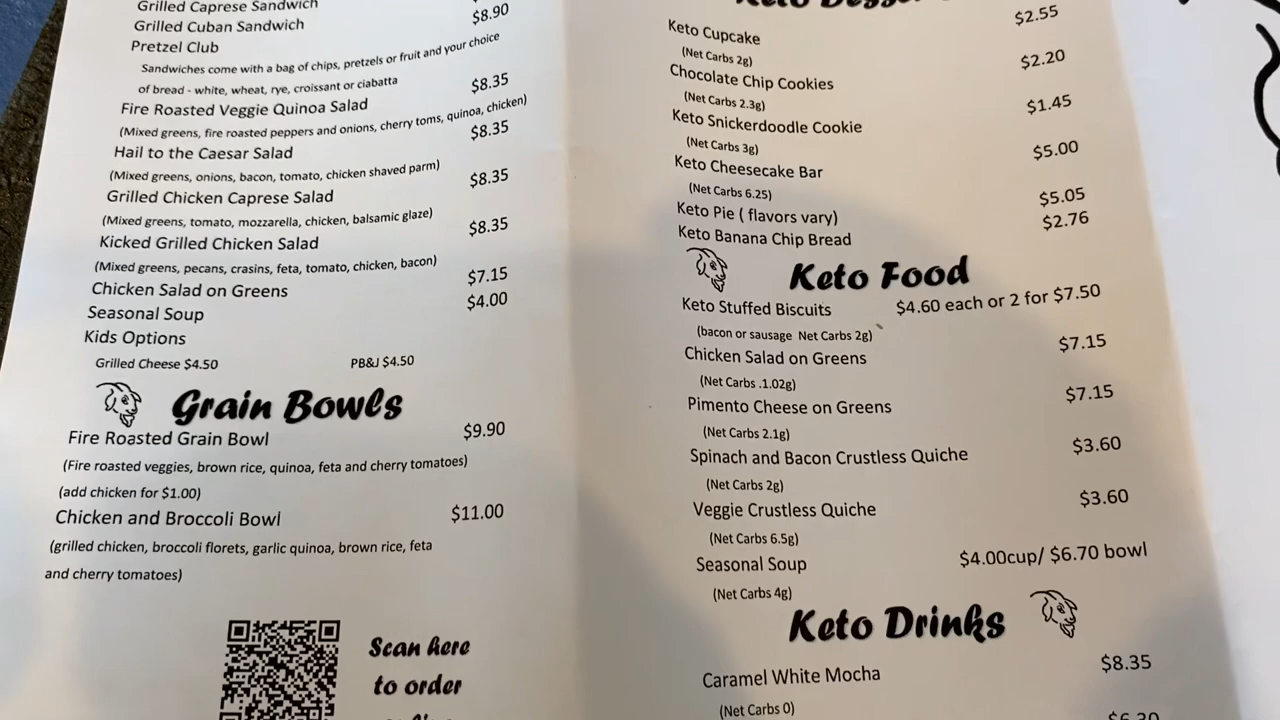 Grilled Caprese Sandwich
Grilled Cuban Sandwich $8.90
Pretzel Club
Sandwiches come with a bag of chips, pretzels or fruit and your choice
of bread - white, wheat, rye, croissant or ciabatta
Fire Roasted Veggie Quinoa Salad $8.35
(Mixed greens, fire roasted peppers and onions, cherry toms, quinoa, chicken)
Hail to the Caesar Salad $8.35
(Mixed greens, onions, bacon, tomato, chicken shaved parm)
Grilled Chicken Caprese Salad $8.35
(Mixed greens, tomato, mozzarella, chicken, balsamic glaze)
Kicked Grilled Chicken Salad $8.35
(Mixed greens, pecans, crasins, feta, tomato, chicken, bacon)
Chicken Salad on Greens $7.15
Seasonal Soup $4.00
Kids Options
Grilled Cheese $4.50 PB&J $4.50
Grain Bowls
Fire Roasted Grain Bowl $9.90
(Fire roasted veggies, brown rice, quinoa, feta and cherry tomatoes)
(add chicken for $1.00)
Chicken and Broccoli Bowl $11.00
(grilled chicken, broccoli florets, garlic quinoa, brown rice, feta
and cherry tomatoes)
Scan here
to order
Keto
Keto Cupcake $2.55
(Net Carbs 2g)
Chocolate Chip Cookies $2.20
(Net Carbs 2.3g)
Keto Snickerdoodle Cookie $1.45
(Net Carbs 3g)
Keto Cheesecake Bar $5.00
(Net Carbs 6.25)
Keto Pie ( flavors vary) $5.05
Keto Banana Chip Bread $2.76
Keto Food
Keto Stuffed Biscuits $4.60 each or 2 for $7.50
(bacon or sausage Net Carbs 2g)
Chicken Salad on Greens $7.15
(Net Carbs .1.02g)
Pimento Cheese on Greens $7.15
(Net Carbs 2.1g)
Spinach and Bacon Crustless Quiche $3.60
(Net Carbs 2g)
Veggie Crustless Quiche $3.60
(Net Carbs 6.5g)
Seasonal Soup $4.00cup/ $6.70 bowl
(Net Carbs 4g)
Keto Drinks
Caramel White Mocha $8.35
(Net Carbs 0)